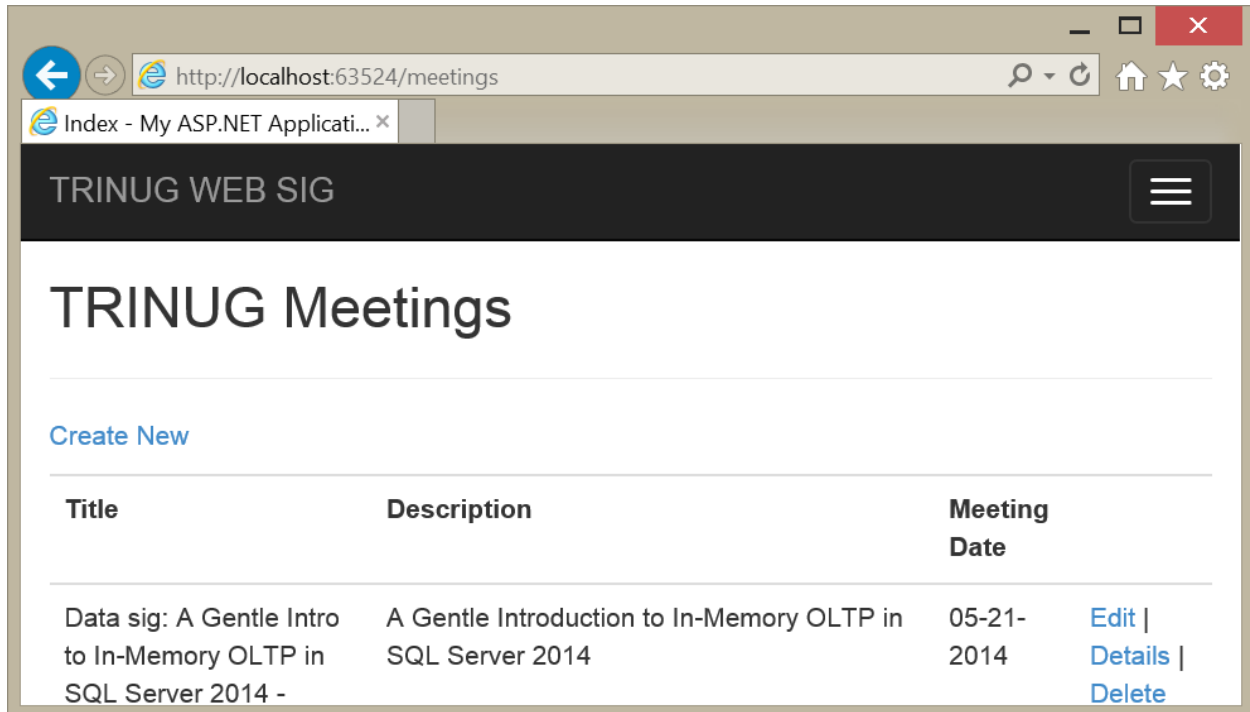 http://localhost:63524/meetings
Index - My ASP.NET Applicati...
TRINUG WEB SIG
TRINUG Meetings
Create New
Title Description Meeting
Date
Data sig: A Gentle Intro A Gentle Introduction to In-Memory OLTP in 05-21- Edit |
to In-Memory OLTP in SQL Server 2014 2014 Details |
SQL Server 2014 - Delete